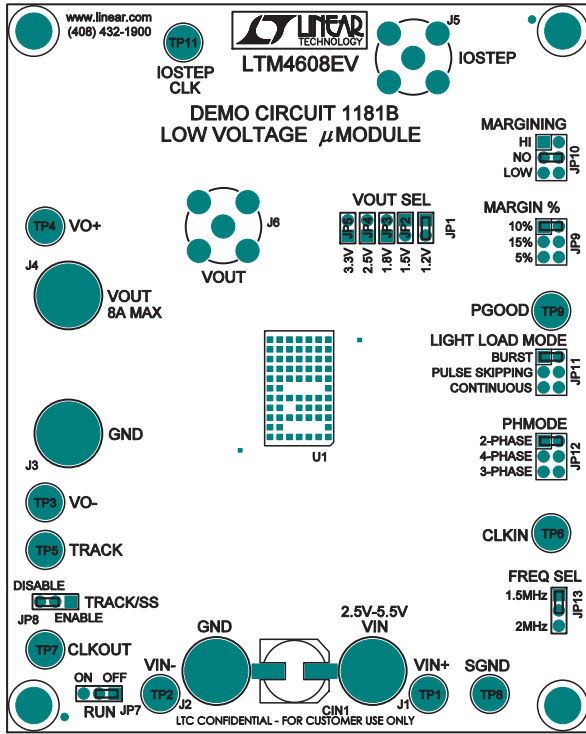 www.linear.com
(408) 432-1900
TP11
IOSTEP
CLK
LINEAR
TECHNOLOGY
LTM4608EV
J5
IOSTEP
DEMO CIRCUIT 1181B
LOW VOLTAGE µMODULE
MARGINING
HI
NO
LOW
JP10
TP4 VO+
J6
VOUT
VOUT SEL
JP6 JP4 JP3 JP2 JP1
3.3V 2.5V 1.8V 1.5V 1.2V
MARGIN %
10%
15%
5%
JP9
J4
VOUT
8A MAX
PGOOD TP9
LIGHT LOAD MODE
BURST
PULSE SKIPPING
CONTINUOUS
JP11
GND
J3
U1
PHMODE
2-PHASE
4-PHASE
3-PHASE
JP12
TP3 VO-
TP5 TRACK
CLKIN TP6
DISABLE
TRACK/SS
JP8 ENABLE
FREQ SEL
1.5MHz
2MHz
JP13
TP7 CLKOUT
ON OFF
RUN JP7
VIN-
TP2
GND
J2
CIN1
2.5V-5.5V
VIN
J1
VIN+
TP1
SGND
TP8
LTC CONFIDENTIAL - FOR CUSTOMER USE ONLY